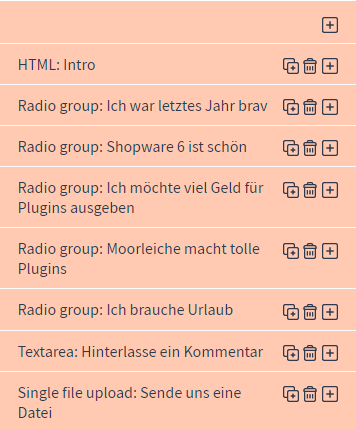 HTML: Intro
Radio group: Ich war letztes Jahr brav
Radio group: Shopware 6 ist schön
Radio group: Ich möchte viel Geld für
Plugins ausgeben
Radio group: Moorleiche macht tolle
Plugins
Radio group: Ich brauche Urlaub
Textarea: Hinterlasse ein Kommentar
Single file upload: Sende uns eine
Datei